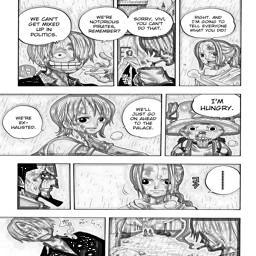 RIGHT. AND
I'M GOING TO
TELL EVERYONE
WHAT YOU DID!
SORRY, VIVI,
YOU CAN'T
DO THAT!
WE'RE
NOTORIOUS
PIRATES,
REMEMBER?
WE CAN'T
GET MIXED
UP IN
POLITICS.
I'M
HUNGRY.
WE'LL
JUST GO
ON AHEAD
TO THE
PALACE.
WE'RE
EX-
HAUSTED.